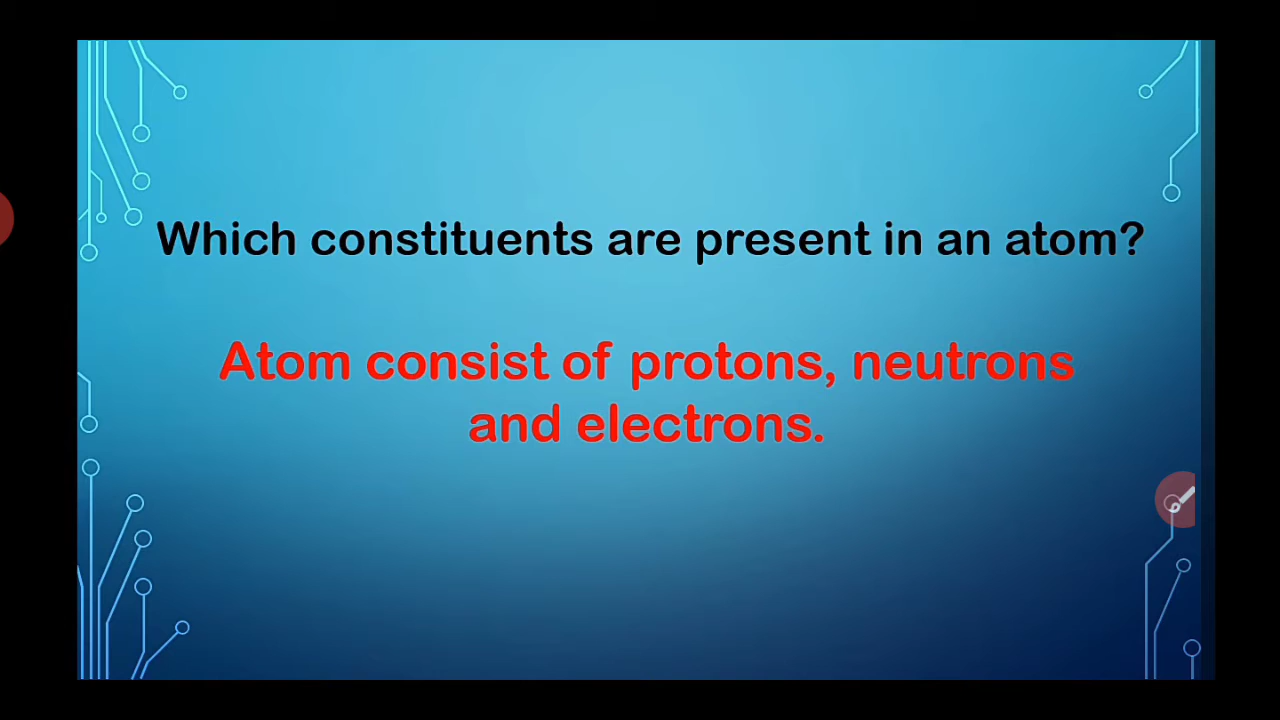 Which constituents are present in an atom?
Atom consist of protons, neutrons
and electrons.